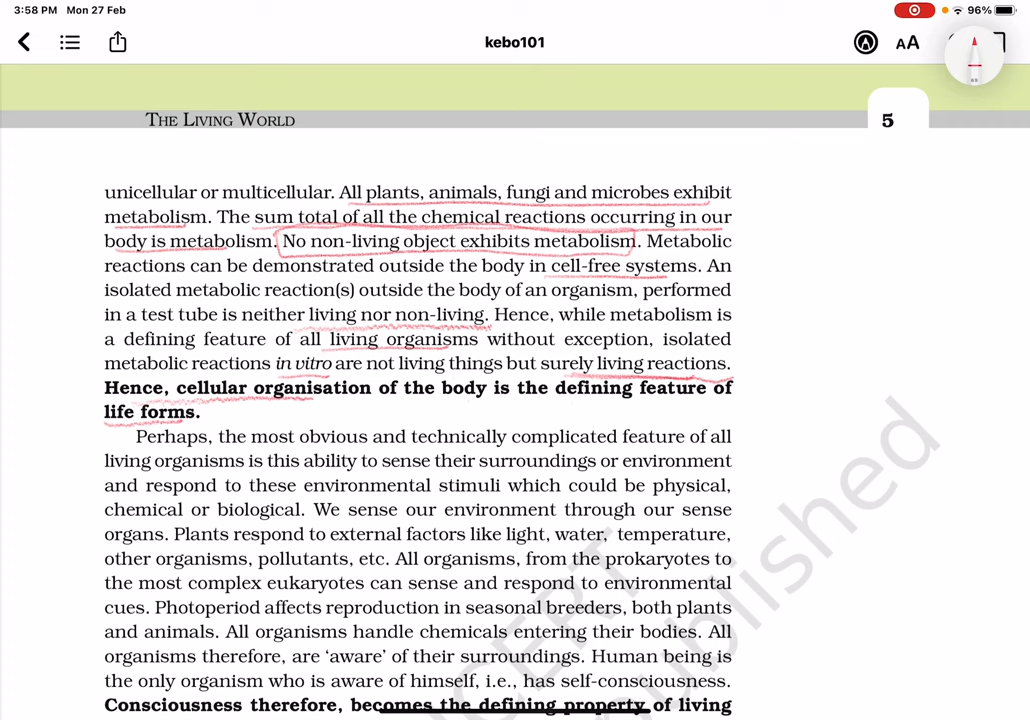 3:58 PM Mon 27 Feb
96%
kebo101
AA
THE LIVING WORLD
5
unicellular or multicellular. All plants, animals, fungi and microbes exhibit
metabolism. The sum total of all the chemical reactions occurring in our
body is metabolism. No non-living object exhibits metabolism. Metabolic
reactions can be demonstrated outside the body in cell-free systems. An
isolated metabolic reaction(s) outside the body of an organism, performed
in a test tube is neither living nor non-living. Hence, while metabolism is
a defining feature of all living organisms without exception, isolated
metabolic reactions in vitro are not living things but surely living reactions.
Hence, cellular organisation of the body is the defining feature of
life forms.
Perhaps, the most obvious and technically complicated feature of all
living organisms is this ability to sense their surroundings or environment
and respond to these environmental stimuli which could be physical,
chemical or biological. We sense our environment through our sense
organs. Plants respond to external factors like light, water, temperature,
other organisms, pollutants, etc. All organisms, from the prokaryotes to
the most complex eukaryotes can sense and respond to environmental
cues. Photoperiod affects reproduction in seasonal breeders, both plants
and animals. All organisms handle chemicals entering their bodies. All
organisms therefore, are ‘aware’ of their surroundings. Human being is
the only organism who is aware of himself, i.e., has self-consciousness.
Consciousness therefore, becomes the defining property of living